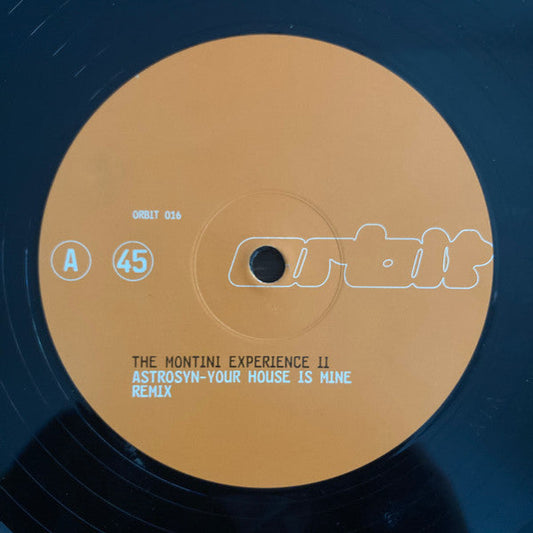 ORBIT 016
A 45
orbit
THE MONTINI EXPERIENCE II
ASTROSYN-YOUR HOUSE IS MINE
REMIX